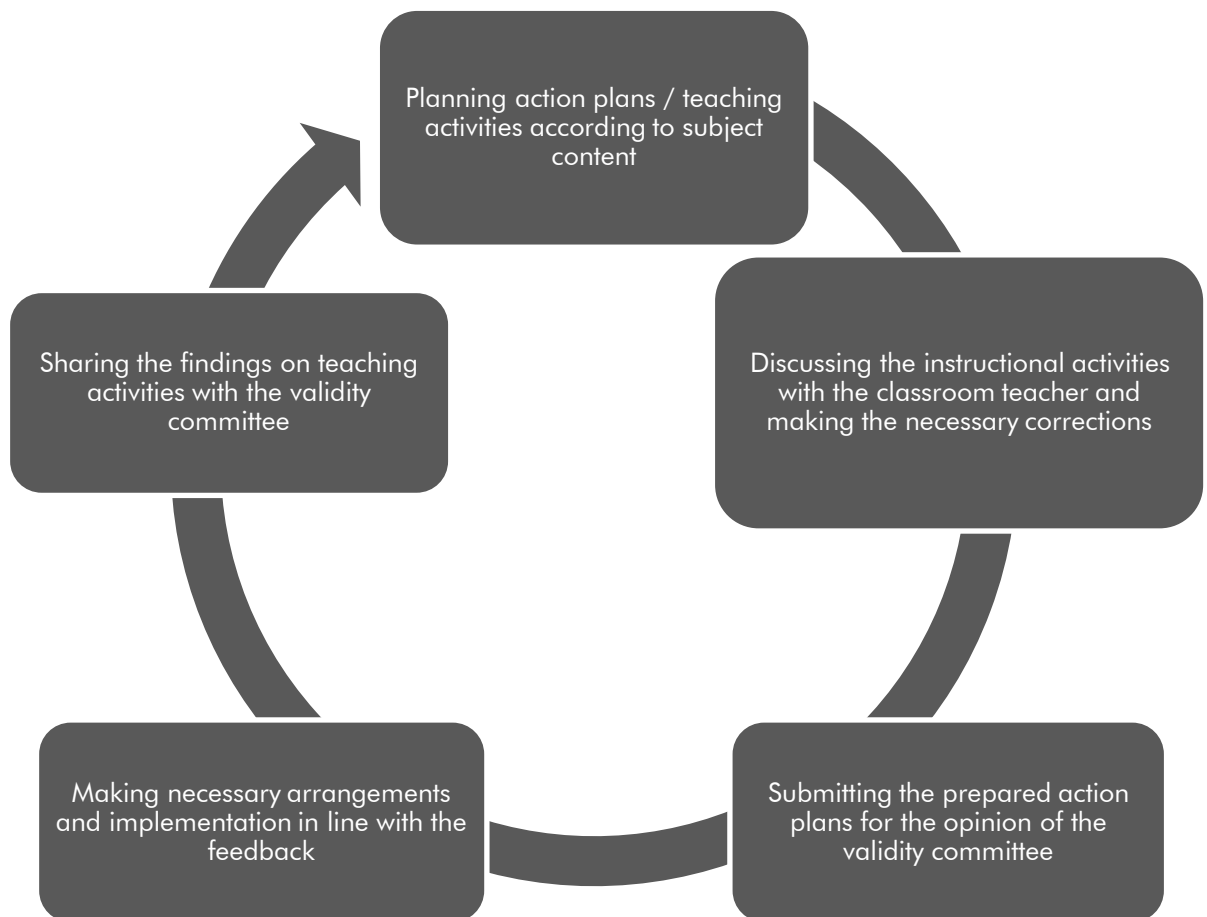 Planning action plans / teaching
activities according to subject
content
Discussing the instructional activities
with the classroom teacher and
making the necessary corrections
Submitting the prepared action
plans for the opinion of the
validity committee
Making necessary arrangements
and implementation in line with the
feedback
Sharing the findings on teaching
activities with the validity
committee